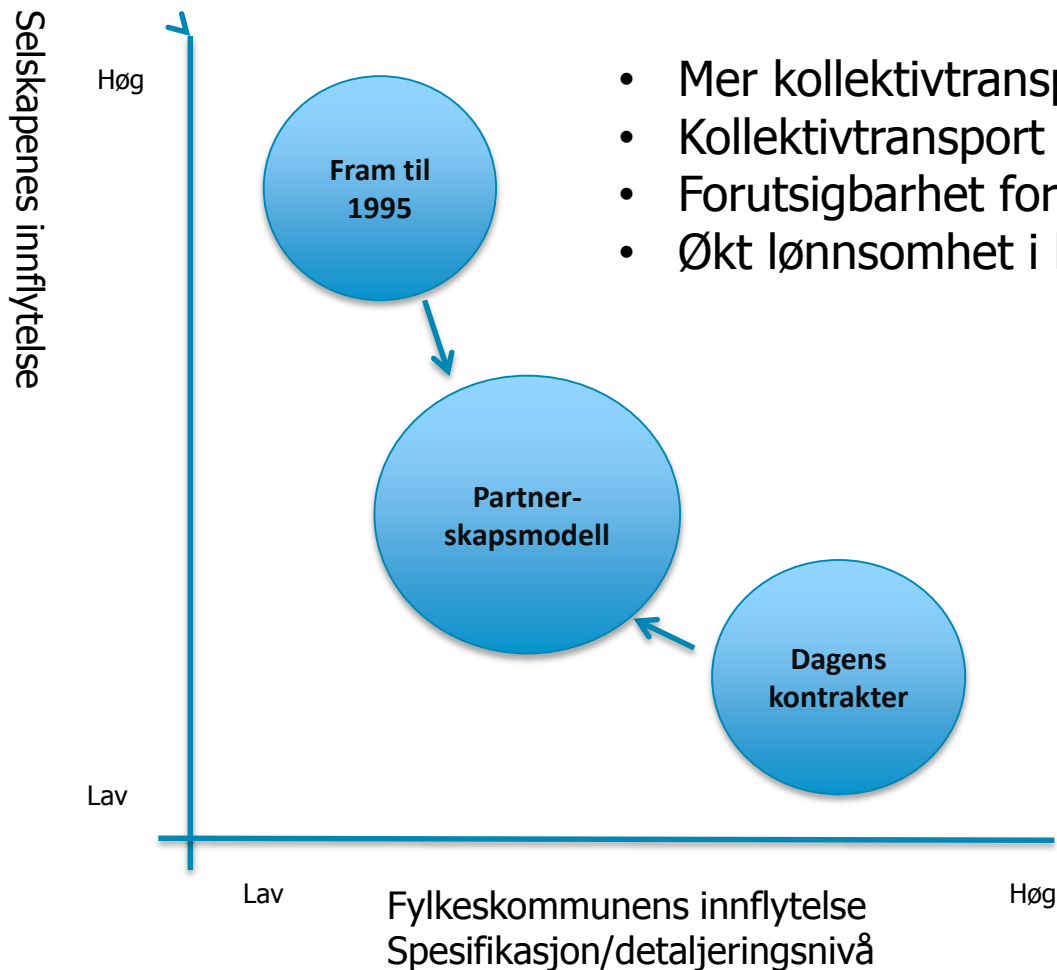 Selskapenes innflytelse
Høg
• Mer kollektivtransp
• Kollektivtransport
• Forutsigbarhet for
• Økt lønnsomhet i
Fram til
1995
Partner-
skapsmodell
Dagens
kontrakter
Lav
Lav
Høg
Fylkeskommunens innflytelse
Spesifikasjon/detaljeringsnivå